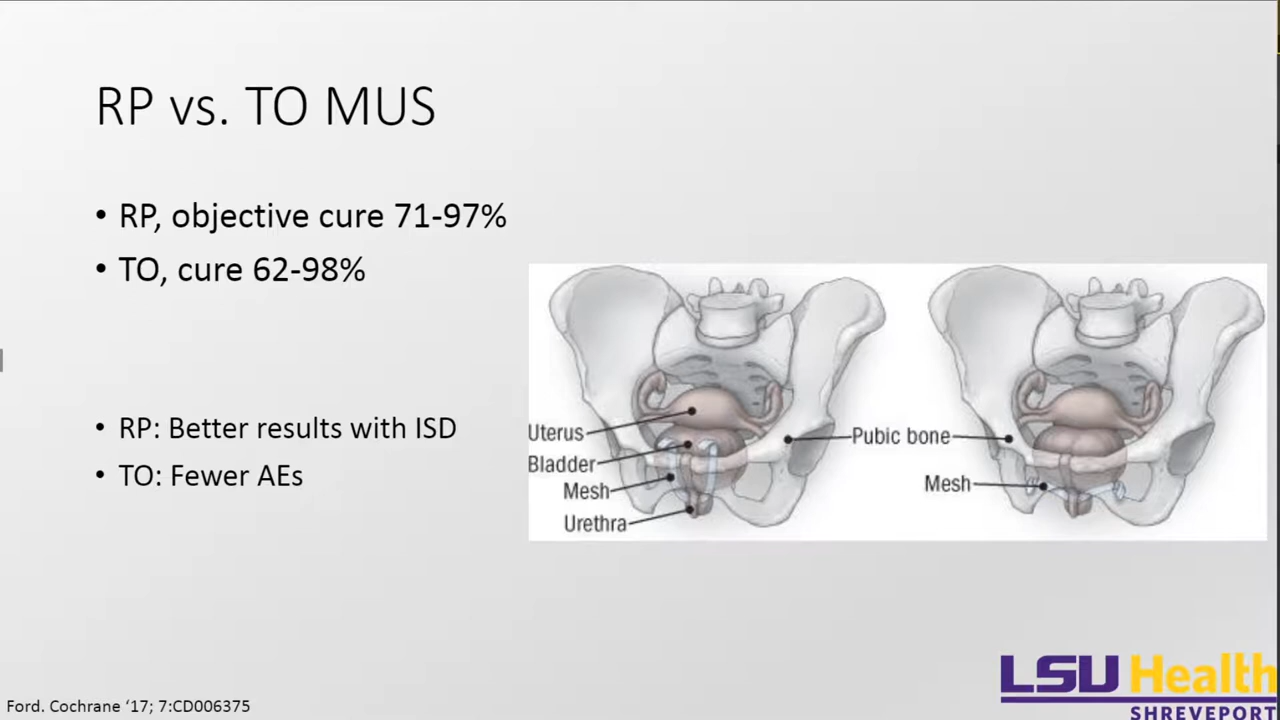 RP vs. TO MUS
• RP, objective cure 71-97%
• TO, cure 62-98%
• RP: Better results with ISD
• TO: Fewer AEs
Uterus
Bladder
Mesh
Urethra
Pubic bone
Mesh
Ford. Cochrane ‘17; 7:CD006375
LSU Health
SHREVEPORT